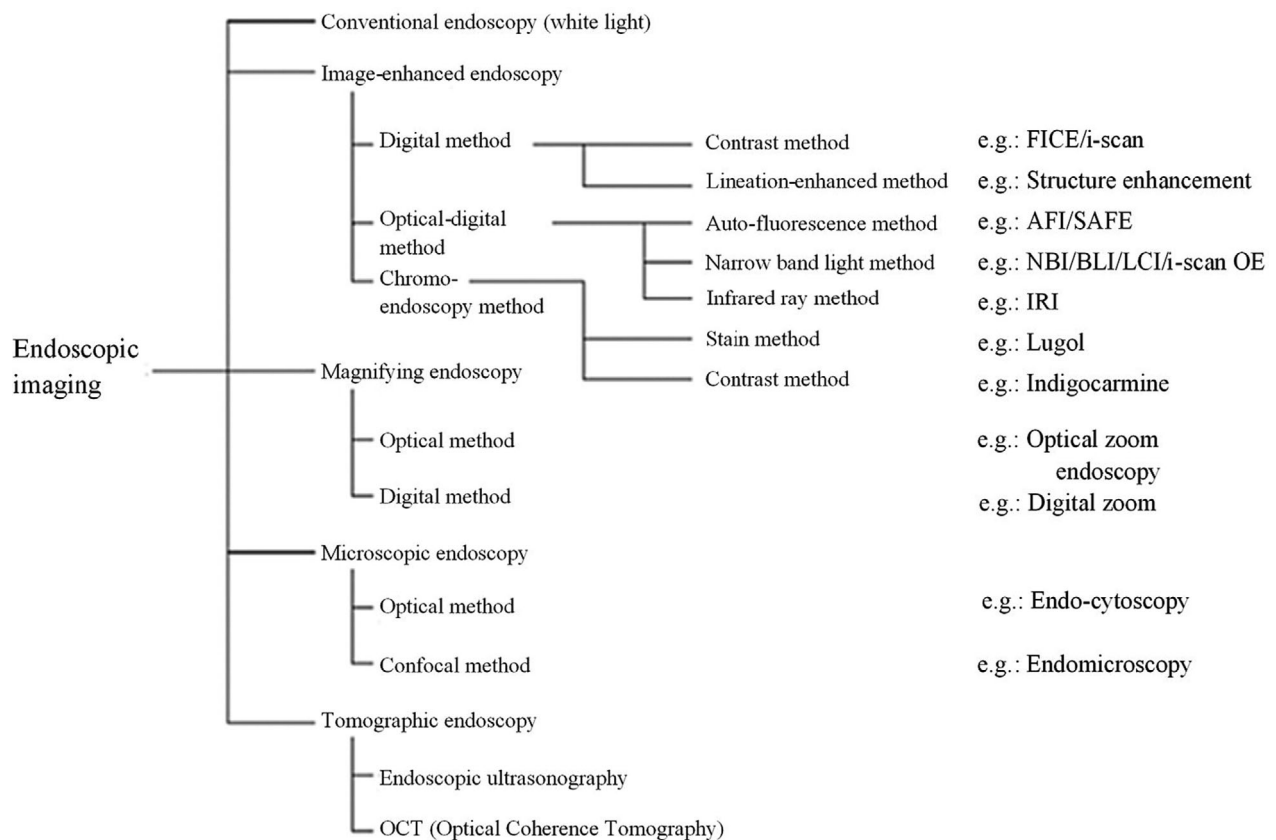 Conventional endoscopy (white light)
Image-enhanced endoscopy
Digital method
Contrast method
e.g.: FICE/i-scan
Lineation-enhanced method
e.g.: Structure enhancement
Optical-digital
method
Auto-fluorescence method
e.g.: AFI/SAFE
Narrow band light method
e.g.: NBI/BLI/LCI/i-scan OE
Infrared ray method
e.g.: IRI
Chromo-
endoscopy method
Stain method
e.g.: Lugol
Contrast method
e.g.: Indigocarmine
Endoscopic
imaging
Magnifying endoscopy
Optical method
e.g.: Optical zoom
endoscopy
Digital method
e.g.: Digital zoom
Microscopic endoscopy
Optical method
e.g.: Endo-cytoscopy
Confocal method
e.g.: Endomicroscopy
Tomographic endoscopy
Endoscopic ultrasonography
OCT (Optical Coherence Tomography)